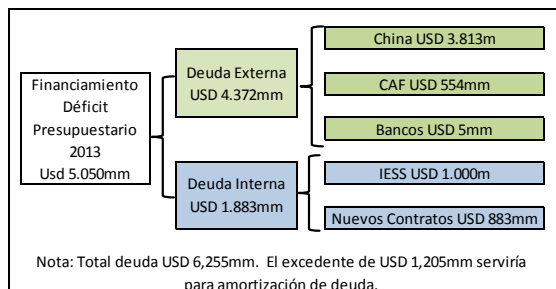 Financiamiento
Déficit
Presupuestario
2013
Usd 5.050mm
Deuda Externa
USD 4.372mm
China USD 3.813m
CAF USD 554mm
Bancos USD 5mm
Deuda Interna
USD 1.883mm
IESS USD 1.000m
Nuevos Contratos USD 883mm
Nota: Total deuda USD 6,255mm. El excedente de USD 1,205mm serviría
para amortización de deuda.